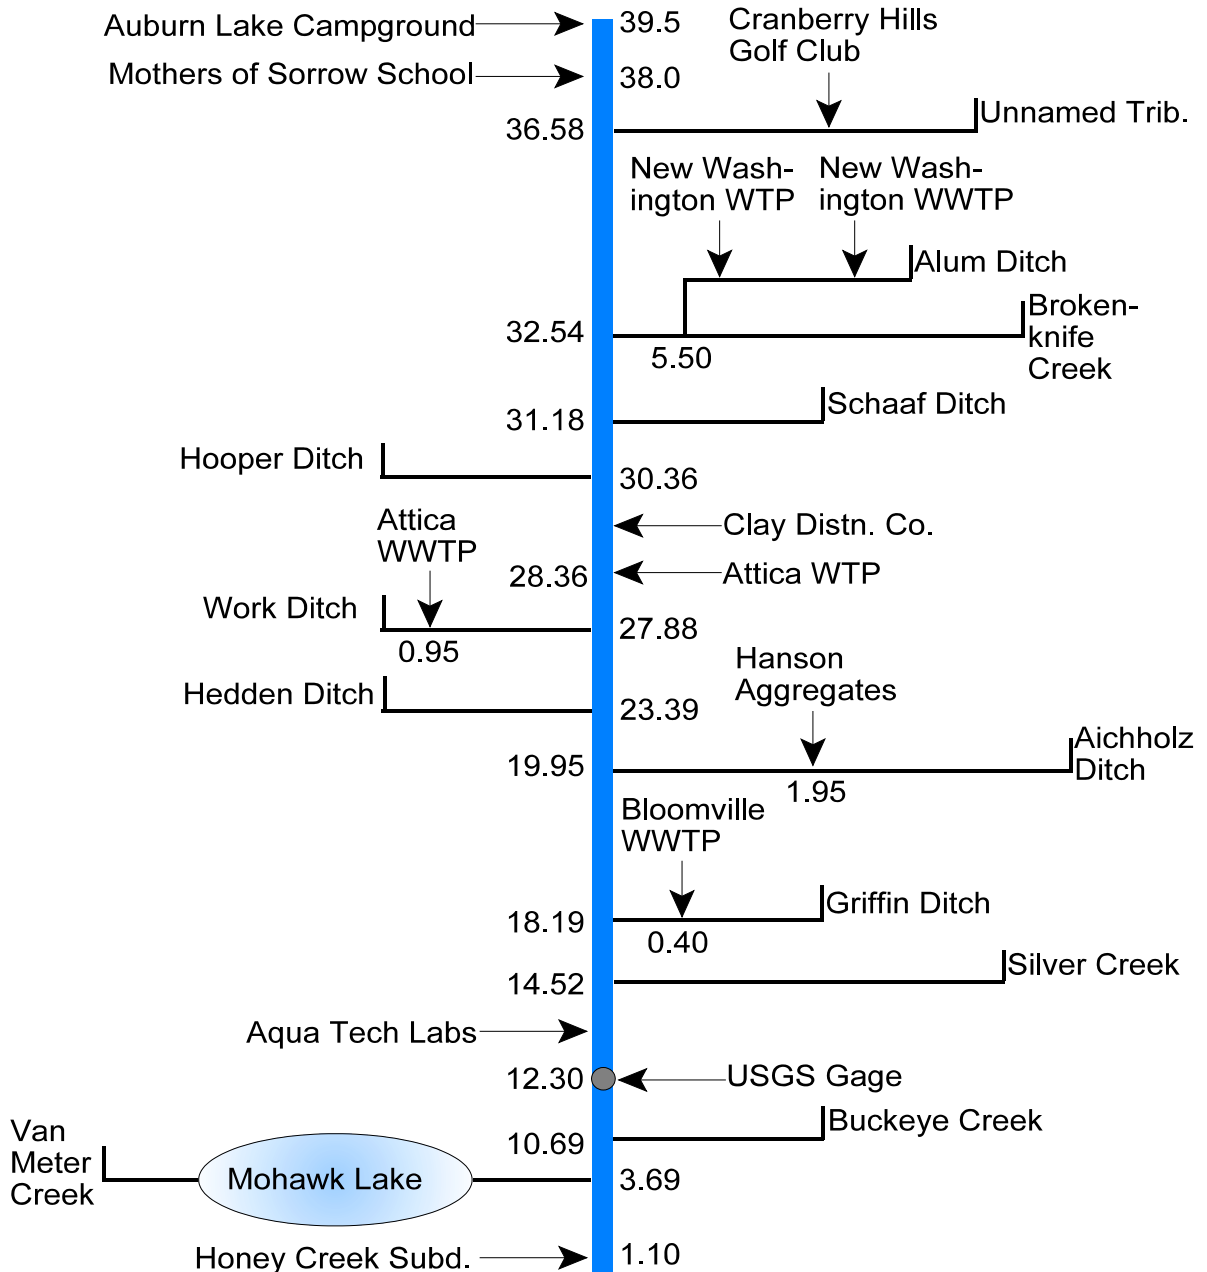 Auburn Lake Campground
39.5
Cranberry Hills
Golf Club
Mothers of Sorrow School
38.0
36.58
Unnamed Trib.
New Wash-
ington WTP
New Wash-
ington WWTP
Alum Ditch
32.54
5.50
Broken-
knife
Creek
31.18
Schaaf Ditch
Hooper Ditch
30.36
Clay Distn. Co.
Attica
WWTP
28.36
Attica WTP
Work Ditch
0.95
27.88
Hanson
Aggregates
Hedden Ditch
23.39
19.95
1.95
Aichholz
Ditch
Bloomville
WWTP
18.19
0.40
Griffin Ditch
14.52
Silver Creek
Aqua Tech Labs
12.30
USGS Gage
10.69
Buckeye Creek
Van
Meter
Creek
Mohawk Lake
3.69
Honey Creek Subd.
1.10